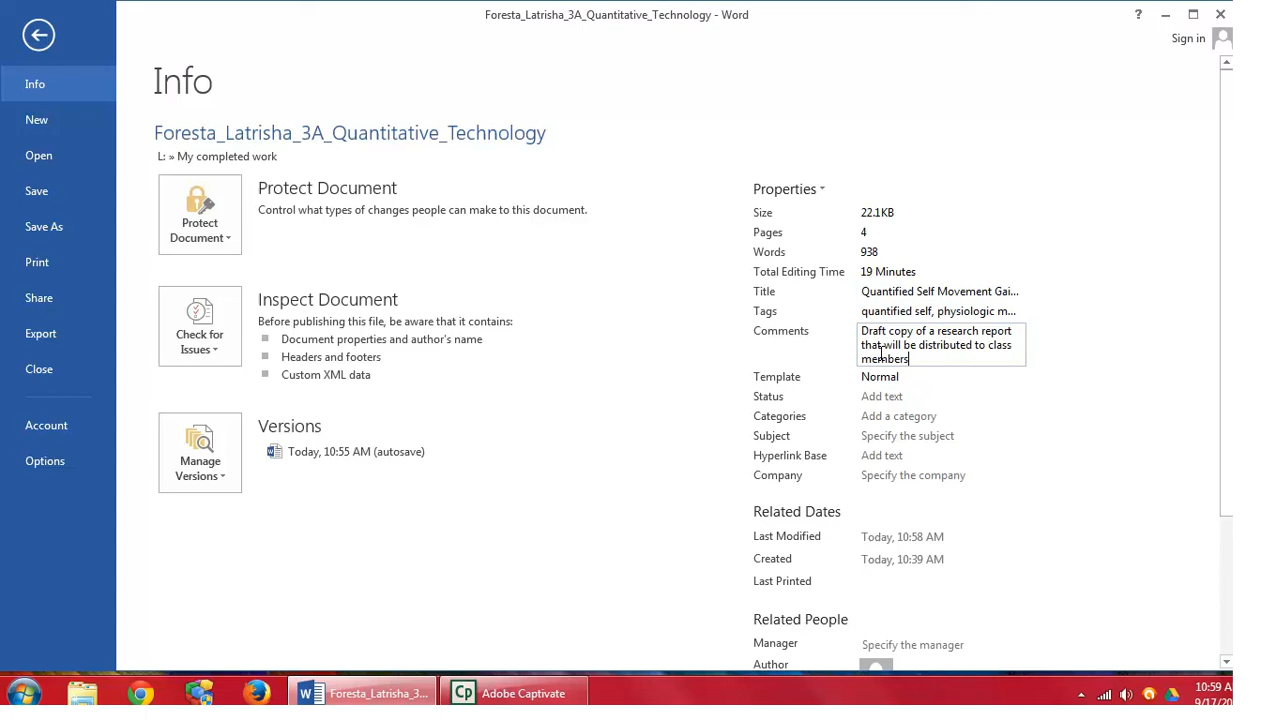 Foresta_Latrisha_3A_Quantitative_Technology - Word
?
Sign in
Info
New
Open
Save
Save As
Print
Share
Export
Close
Account
Options
Info
Foresta_Latrisha_3A_Quantitative_Technology
L: » My completed work
Protect
Document
Protect Document
Control what types of changes people can make to this document.
Check for
Issues
Inspect Document
Before publishing this file, be aware that it contains:
Document properties and author's name
Headers and footers
Custom XML data
Manage
Versions
Versions
Today, 10:55 AM (autosave)
Properties
Size 22.1KB
Pages 4
Words 938
Total Editing Time 19 Minutes
Title Quantified Self Movement Gai...
Tags quantified self, physiologic m...
Comments Draft copy of a research report
that will be distributed to class
members
Template Normal
Status Add text
Categories Add a category
Subject Specify the subject
Hyperlink Base Add text
Company Specify the company
Related Dates
Last Modified Today, 10:58 AM
Created Today, 10:39 AM
Last Printed
Related People
Manager Specify the manager
Author
Foresta_Latrisha_3...
Cp Adobe Captivate
10:59 A
9/17/20